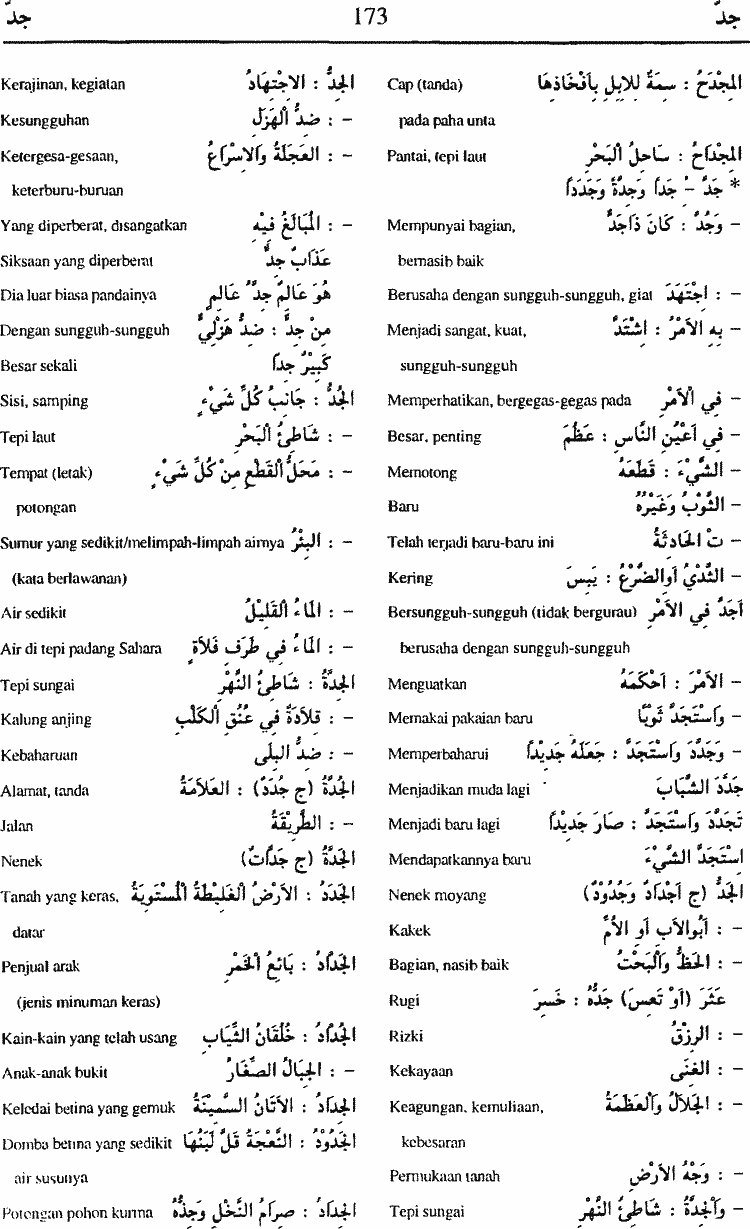 جدّ 173 جدّ
المِجْدَحُ : سِمَةٌ لِلْإِبِلِ بِأَفْخَاذِهَا Cap (tanda)
pada paha unta
المِجْدَاحُ : سَاحِلُ الْبَحْرِ Pantai, tepi laut
* جَدَّ – جَدًّا وَجِدَّةً وَجَدَدًا
– وَجُدَّ : كَانَ ذَاجَدٍّ Mempunyai bagian,
bernasib baik
– : اجْتَهَدَ Berusaha dengan sungguh-sungguh, giat
– بِهِ الأَمْرُ : اشْتَدَّ Menjadi sangat, kuat,
sungguh-sungguh
– فِي الْأَمْرِ Memperhatikan, bergegas-gegas pada
– فِي أَعْيُنِ النَّاسِ : عَظُمَ Besar, penting
– الشَّيْءَ : قَطَعَهُ Memotong
– الثَّوْبُ وَغَيْرُهُ Baru
– تْ الحَادِثَةُ Telah terjadi baru-baru ini
– الثَّدْيُ أَوِالضَّرْعُ : يَبِسَ Kering
أَجَدَّ فِي الأَمْرِ Bersungguh-sungguh (tidak bergurau)
berusaha dengan sungguh-sungguh
– الأَمْرَ : أَحْكَمَهُ Menguatkan
– وَاسْتَجَدَّ ثَوْبًا Memakai pakaian baru
– وَجَدَّدَ وَاسْتَجَدَّ : جَعَلَهُ جَدِيْدًا Memperbaharui
جَدَّدَ الشَّبَابَ Menjadikan muda lagi
تَجَدَّدَ وَاسْتَجَدَّ : صَارَ جَدِيْدًا Menjadi baru lagi
اسْتَجَدَّ الشَّيْءَ Mendapatkannya baru
الجَدُّ (ج أَجْدَادٌ وَجُدُوْدٌ) Nenek moyang
– : أَبُوالأَبِ أَوِ الأُمِّ Kakek
– : الحَظُّ وَالْبَخْتُ Bagian, nasib baik
عَثَرَ (أَوْ تَعِسَ) جَدُّهُ : خَسِرَ Rugi
– : الرِّزْقُ Rizki
– : الغِنَى Kekayaan
– : الجَلاَلُ وَالْعَظَمَةُ Keagungan, kemuliaan,
kebesaran
– : وَجْهُ الأَرْضِ Permukaan tanah
– وَالْجِدَّةُ : شَاطِئُ النَّهْرِ Tepi sungai
الجِدُّ : الاجْتِهَادُ Kerajinan, kegiatan
– : ضِدُّ الْهَزْلِ Kesungguhan
– : العَجَلَةُ وَالاِسْرَاعُ Ketergesa-gesaan,
keterburu-buruan
– : الْمُبَالَغُ فِيْهِ Yang diperberat, disangatkan
عَذَابٌ جِدٌّ Siksaan yang diperberat
هُوَ عَالِمٌ جِدُّ عَالِمٍ Dia luar biasa pandainya
مِنْ جِدٍّ : ضِدُّ هَزْلِيٍّ Dengan sungguh-sungguh
كَبِيْرٌ جِدًّا Besar sekali
الجُدُّ : جَانِبُ كُلِّ شَيْءٍ Sisi, samping
– : شَاطِئُ الْبَحْرِ Tepi laut
– : مَحَلُّ الْقَطْعِ مِنْ كُلِّ شَيْءٍ Tempat (letak)
potongan
– : البِئْرُ Sumur yang sedikit/melimpah-limpah airnya
(kata berlawanan)
– : المَاءُ الْقَلِيْلُ Air sedikit
– : المَاءُ فِي طَرَفِ فَلَاةٍ Air di tepi padang Sahara
الجِدَّةُ : شَاطِئُ النَّهْرِ Tepi sungai
– : قِلَادَةٌ فِي عُنُقِ الْكَلْبِ Kalung anjing
– : ضِدُّ البِلَى Kebaharuan
الجُدَّةُ (ج جُدَدٌ) : العَلاَمَةُ Alamat, tanda
– : الطَّرِيْقَةُ Jalan
الجَدَّةُ (ج جَدَّاتٌ) Nenek
الجَدَدُ : الأَرْضُ الْغَلِيْظَةُ الْمُسْتَوِيَةُ Tanah yang keras,
datar
الجَدَّادُ : بَائِعُ الْخَمْرِ Penjual arak
(jenis minuman keras)
الجُدَّادُ : خُلْقَانُ الثِّيَابِ Kain-kain yang telah usang
– : الجِبَالُ الصِّغَارُ Anak-anak bukit
الجِدَادُ : الأَتَانُ السَّمِيْنَةُ Keledai betina yang gemuk
الجَدُوْدُ : النَّعْجَةُ قَلَّ لَبَنُهَا Domba betina yang sedikit
air susunya
الجِدَادُ : صِرَامُ النَّخْلِ وَجِدُّهُ Potongan pohon kurma